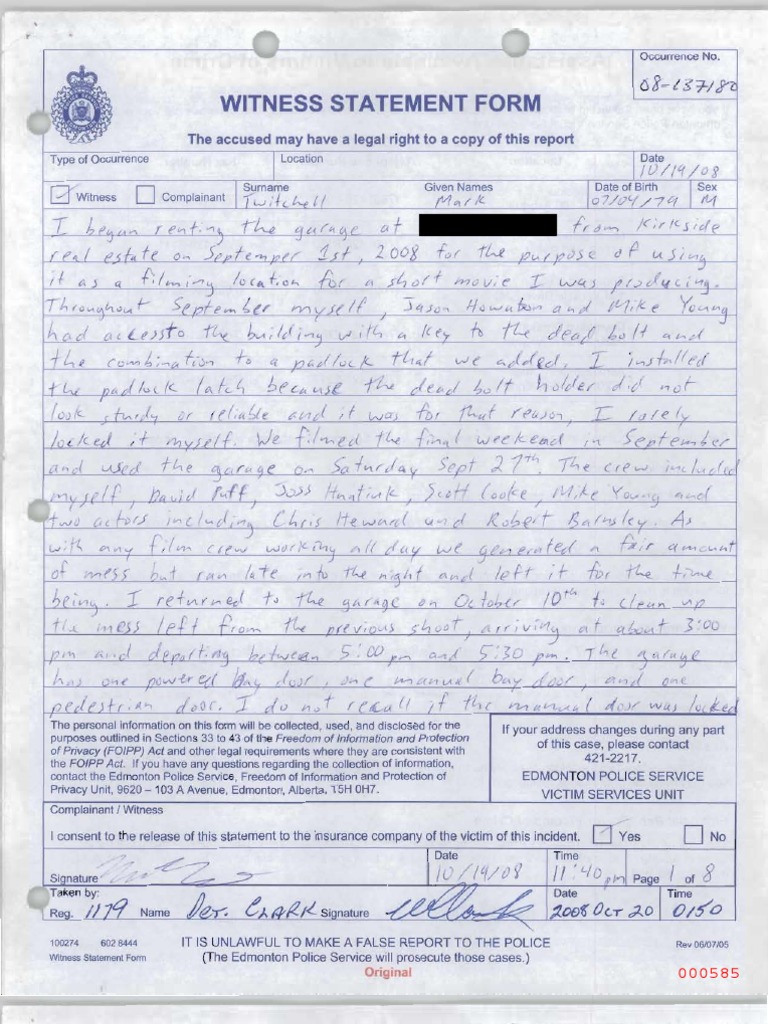 Occurrence No.
08-137180
WITNESS STATEMENT FORM
The accused may have a legal right to a copy of this report
Type of Occurrence Location Date
10/19/08
Witness Complainant Surname Given Names Date of Birth Sex
Twitchell Mark 07/04/79 M
I began renting the garage at from Kirkside
real estate on Septemper 1st, 2008 for the purpose of using
it as a filming location for a short movie I was producing.
Throughout September myself, Jason Howatson and Mike Young
had access to the building with a key to the dead bolt and
the combination to a padlock that we added. I installed
the padlock latch because the dead bolt holder did not
look sturdy or reliable and it was for that reason, I rarely
locked it myself. We filmed the final weekend in September
and used the garage on Saturday Sept 27th. The crew included
myself, David Puff, Joss Hnatiuk, Scott Cooke, Mike Young and
two actors including Chris Heward and Robert Barnsley. As
with any film crew working all day we generated a fair amount
of mess but ran late into the night and left it for the time
being. I returned to the garage on October 10th to clean up
the mess left from the previous shoot, arriving at about 3:00
pm and departing between 5:00 pm and 5:30 pm. The garage
has one powered bay door, one manual bay door, and one
pedestrian door. I do not recall if the manual door was locked
The personal information on this form will be collected, used, and disclosed for the
purposes outlined in Sections 33 to 43 of the Freedom of Information and Protection
of Privacy (FOIPP) Act and other legal requirements where they are consistent with
the FOIP Act. If you have any questions regarding the collection of information,
contact the Edmonton Police Service, Freedom of Information and Protection of
Privacy Unit, 9620 – 103 A Avenue, Edmonton, Alberta, T5H 0H7.
If your address changes during any part
of this case, please contact
421-2217.
EDMONTON POLICE SERVICE
VICTIM SERVICES UNIT
Complainant / Witness
I consent to the release of this statement to the insurance company of the victim of this incident. Yes No
Signature Date 10/19/08 Time 11:40 pm Page 1 of 8
Taken by:
Reg. 1179 Name Det. CLARK Signature Date 2008 OCT 20 Time 0150
100274 602 8444
Witness Statement Form
IT IS UNLAWFUL TO MAKE A FALSE REPORT TO THE POLICE
(The Edmonton Police Service will prosecute those cases.)
Rev 06/07/05
Original
000585